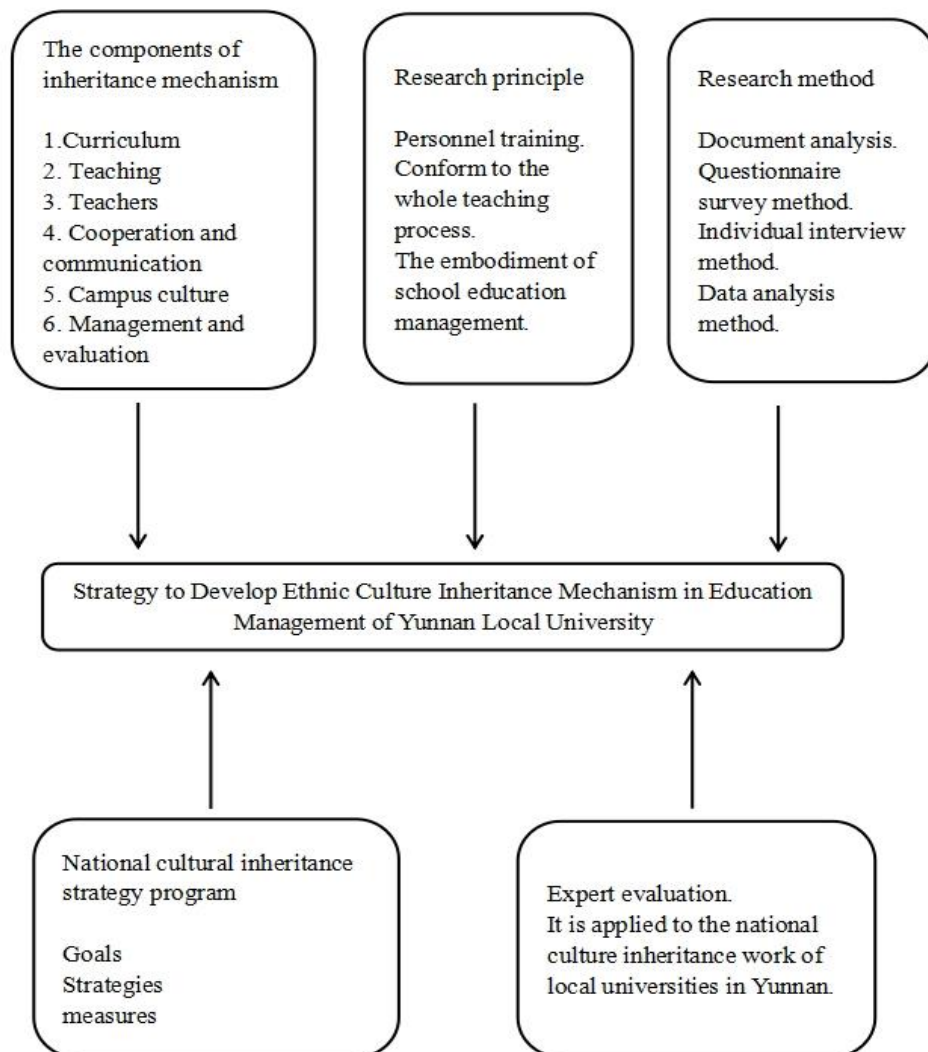 The components of
inheritance mechanism
1.Curriculum
2. Teaching
3. Teachers
4. Cooperation and
communication
5. Campus culture
6. Management and
evaluation
Research principle
Personnel training.
Conform to the
whole teaching
process.
The embodiment of
school education
management.
Research method
Document analysis.
Questionnaire
survey method.
Individual interview
method.
Data analysis
method.
Strategy to Develop Ethnic Culture Inheritance Mechanism in Education
Management of Yunnan Local University
National cultural inheritance
strategy program
Goals
Strategies
measures
Expert evaluation.
It is applied to the national
culture inheritance work of
local universities in Yunnan.